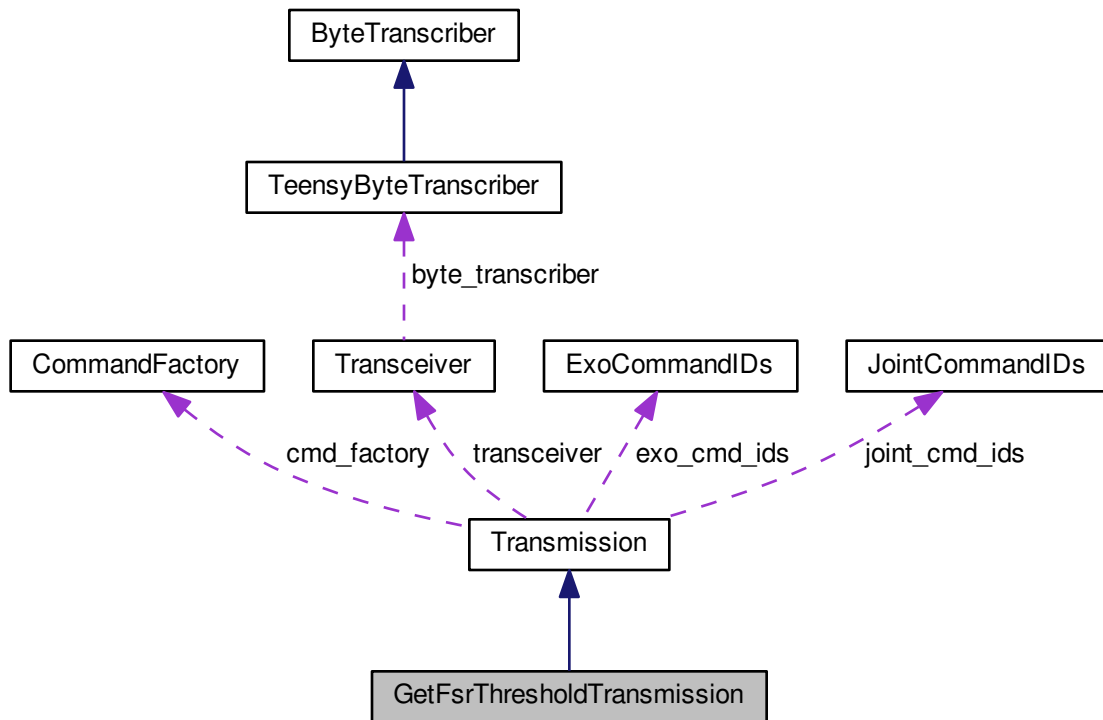 ByteTranscriber
TeensyByteTranscriber
byte_transcriber
CommandFactory
Transceiver
ExoCommandIDs
JointCommandIDs
cmd_factory
transceiver
exo_cmd_ids
joint_cmd_ids
Transmission
GetFsrThresholdTransmission